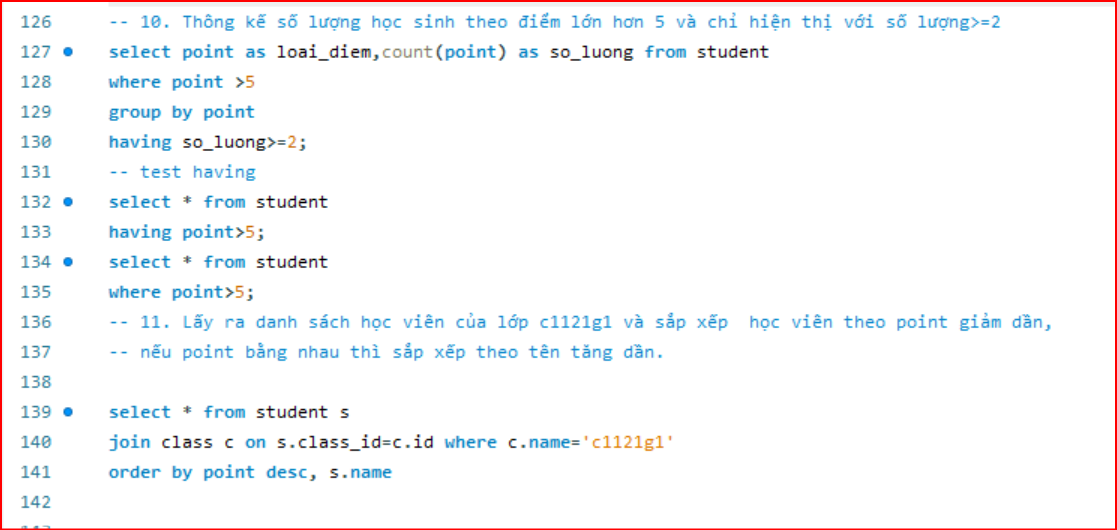 126 -- 10. Thông kế số lượng học sinh theo điểm lớn hơn 5 và chỉ hiện thị với số lượng>=2
127 select point as loai_diem,count(point) as so_luong from student
128 where point >5
129 group by point
130 having so_luong>=2;
131 -- test having
132 select * from student
133 having point>5;
134 select * from student
135 where point>5;
136 -- 11. Lấy ra danh sách học viên của lớp c1121g1 và sắp xếp  học viên theo point giảm dần,
137 -- nếu point bằng nhau thì sắp xếp theo tên tăng dần.
138
139 select * from student s
140 join class c on s.class_id=c.id where c.name='c1121g1'
141 order by point desc, s.name
142